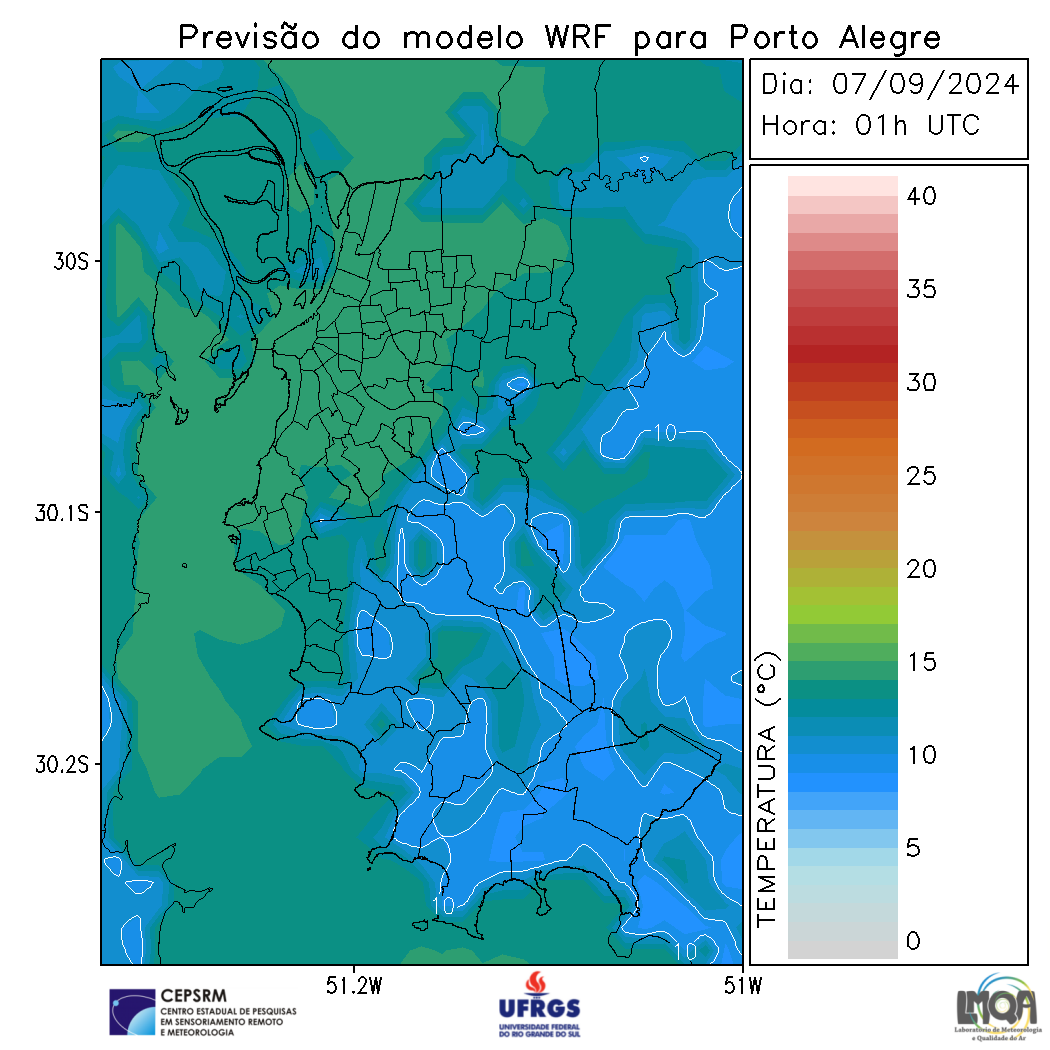 Previsão do modelo WRF para Porto Alegre
Dia: 07/09/2024
Hora: 01h UTC
40
35
30
25
20
15
10
5
0
TEMPERATURA (°C)
30S
30.1S
30.2S
51.2W
51W
10
10
10
CEPSRM
CENTRO ESTADUAL DE PESQUISAS
EM SENSORIAMENTO REMOTO
E METEOROLOGIA
UFRGS
UNIVERSIDADE FEDERAL
DO RIO GRANDE DO SUL
LMQA
Laboratório de Meteorologia
e Qualidade do Ar